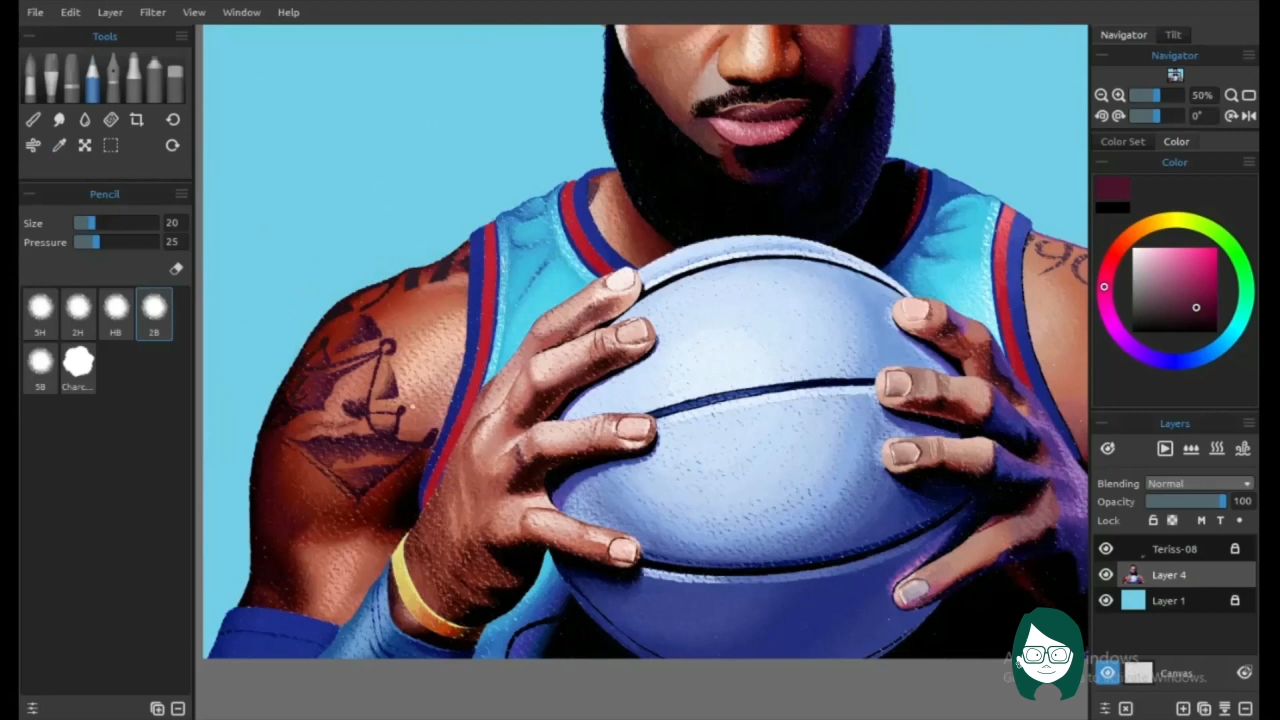 File Edit Layer Filter View Window Help
Tools
Pencil
Size 20
Pressure 25
5H 2H HB 2B
5B Charc...
Navigator Tilt
Navigator
50%
0°
Color Set Color
Color
Layers
Blending Normal
Opacity 100
Lock M T
Teriss-08
Layer 4
Layer 1
Canvas